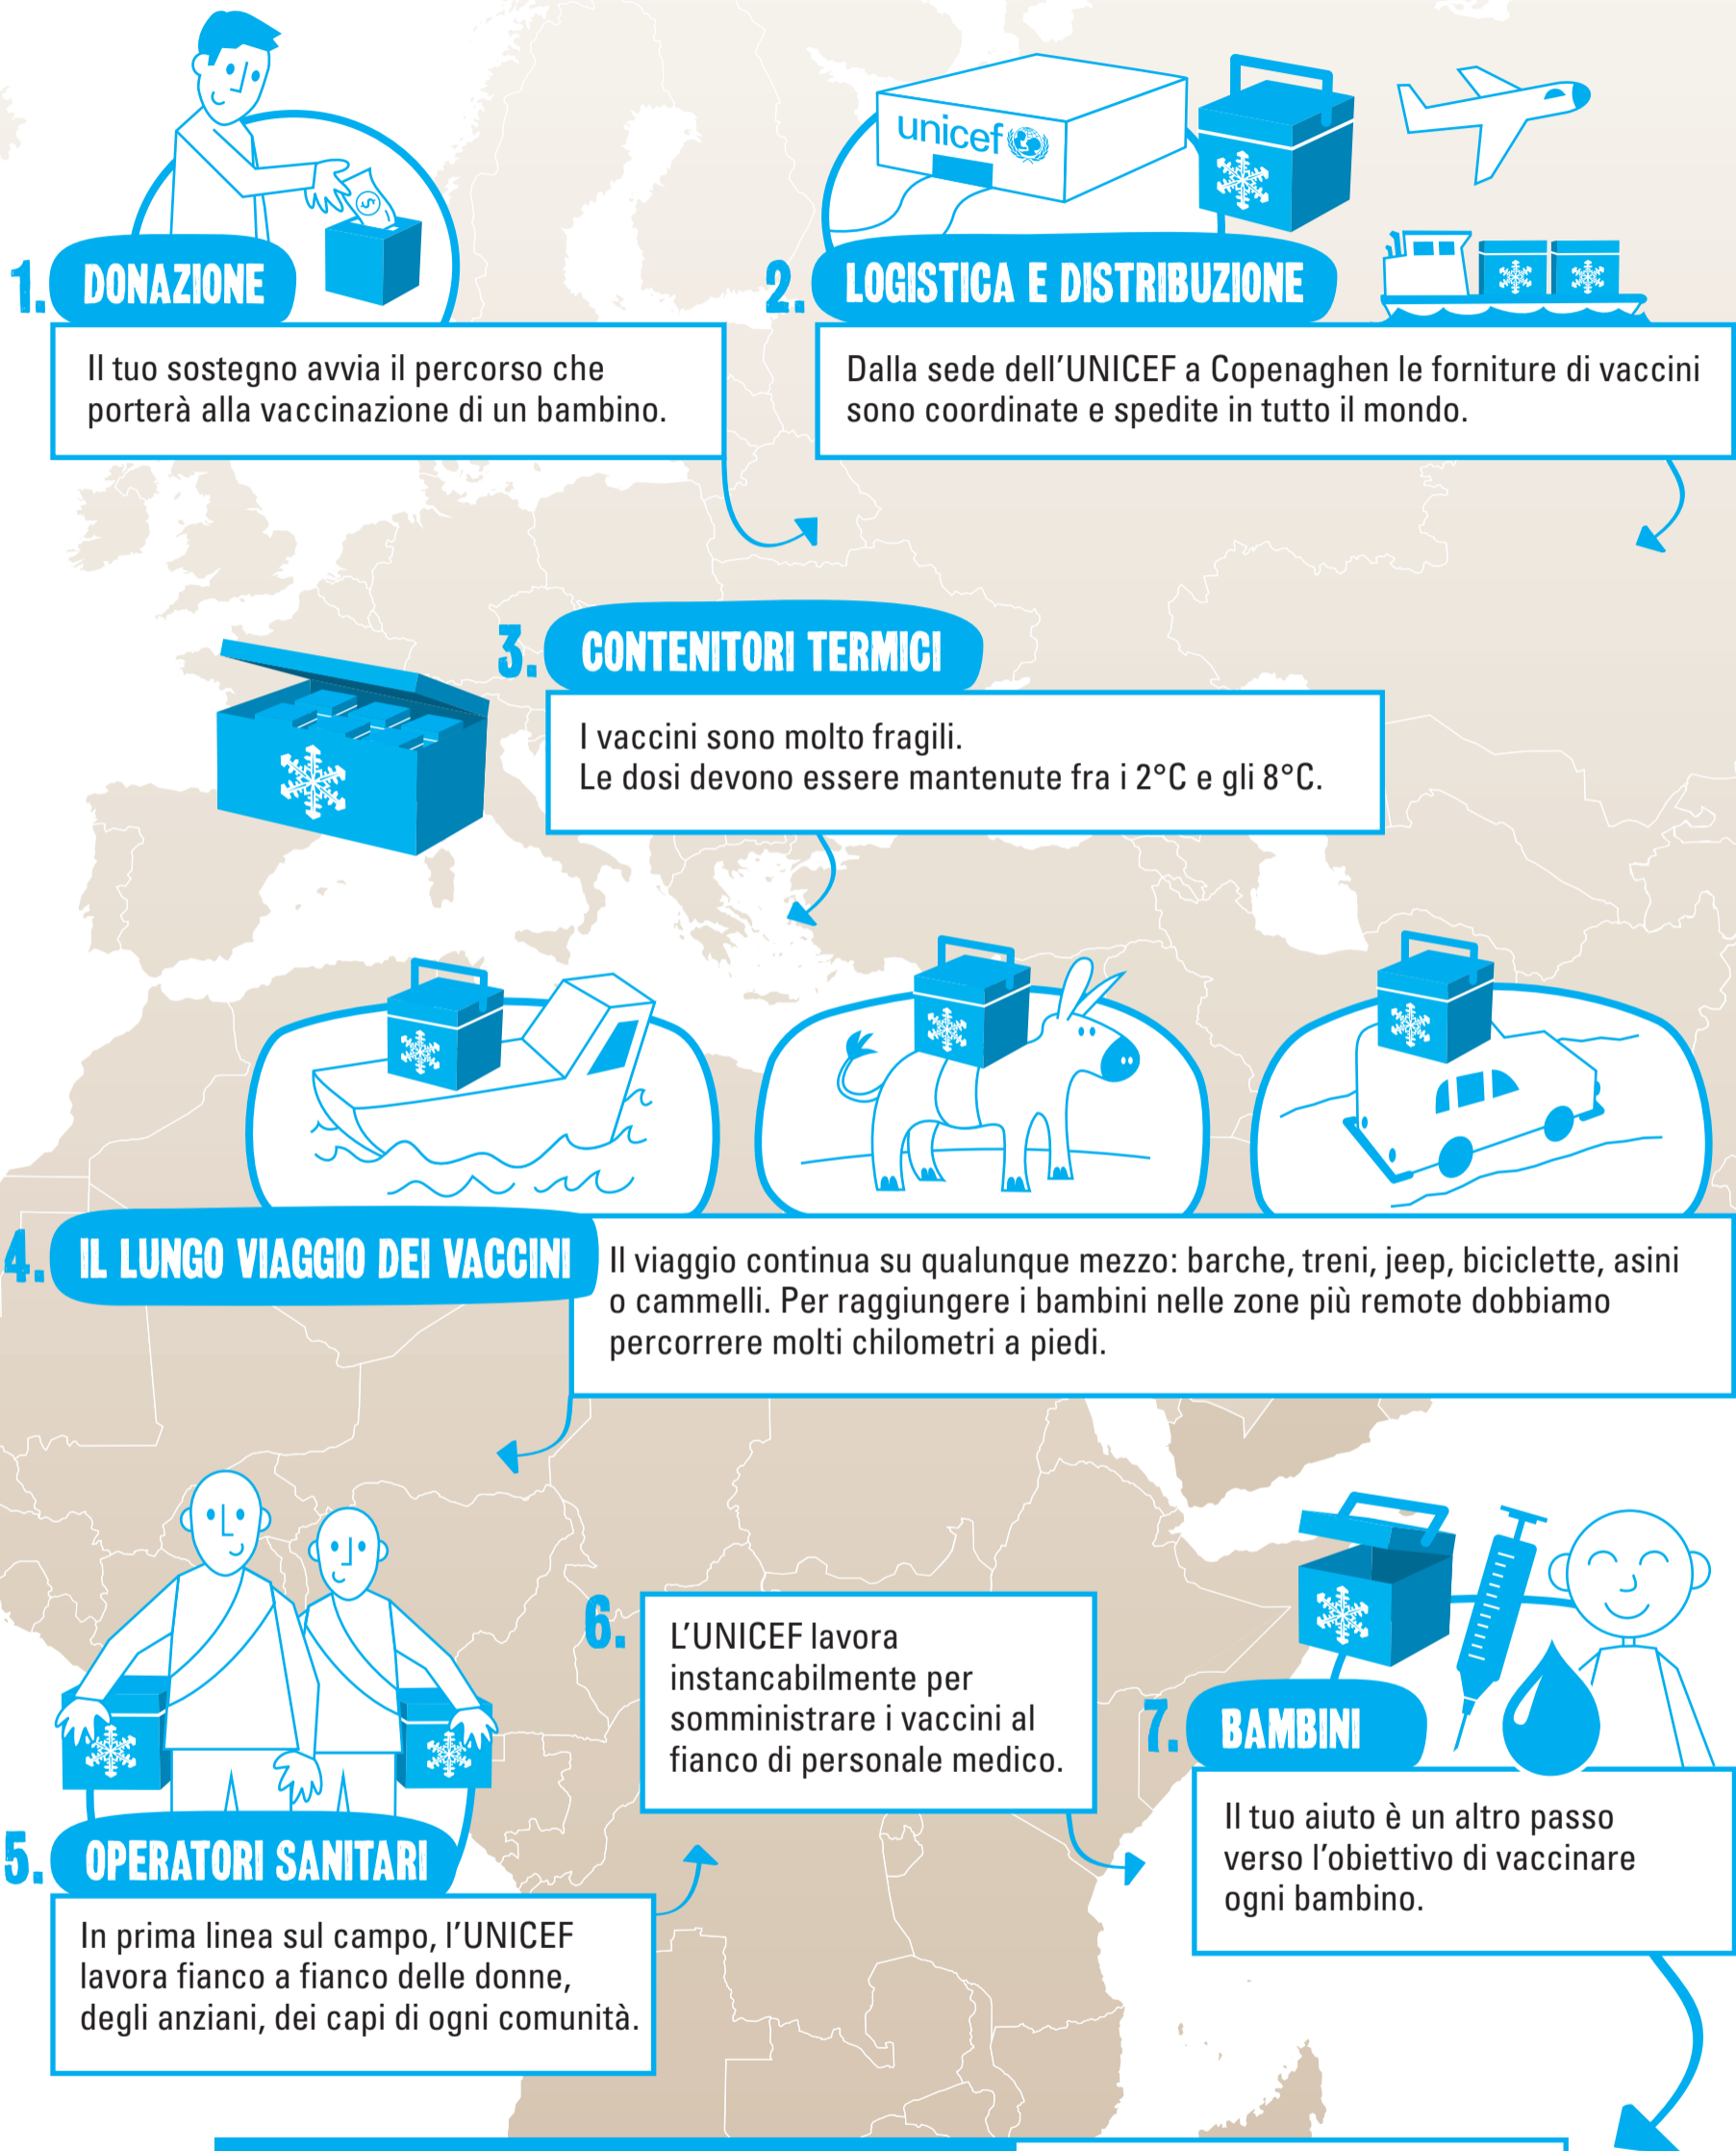 1. DONAZIONE
Il tuo sostegno avvia il percorso che
porterà alla vaccinazione di un bambino.
unicef
2. LOGISTICA E DISTRIBUZIONE
Dalla sede dell'UNICEF a Copenaghen le forniture di vaccini
sono coordinate e spedite in tutto il mondo.
3. CONTENITORI TERMICI
I vaccini sono molto fragili.
Le dosi devono essere mantenute fra i 2°C e gli 8°C.
4. IL LUNGO VIAGGIO DEI VACCINI
Il viaggio continua su qualunque mezzo: barche, treni, jeep, biciclette, asini
o cammelli. Per raggiungere i bambini nelle zone più remote dobbiamo
percorrere molti chilometri a piedi.
5. OPERATORI SANITARI
In prima linea sul campo, l'UNICEF
lavora fianco a fianco delle donne,
degli anziani, dei capi di ogni comunità.
6.
L'UNICEF lavora
instancabilmente per
somministrare i vaccini al
fianco di personale medico.
7. BAMBINI
Il tuo aiuto è un altro passo
verso l'obiettivo di vaccinare
ogni bambino.